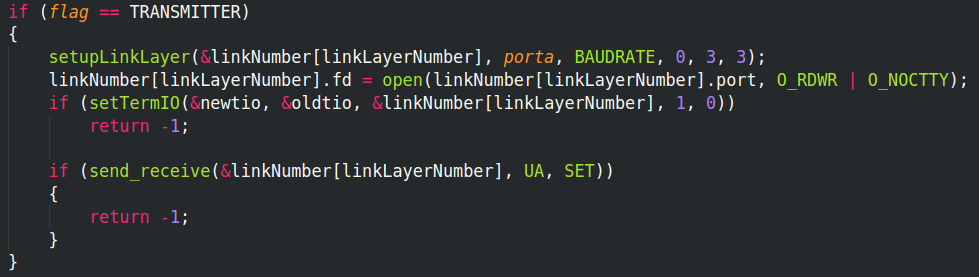 if (flag == TRANSMITTER)
{
    setupLinkLayer(&linkNumber[linkLayerNumber], porta, BAUDRATE, 0, 3, 3);
    linkNumber[linkLayerNumber].fd = open(linkNumber[linkLayerNumber].port, O_RDWR | O_NOCTTY);
    if (setTermIO(&newtio, &oldtio, &linkNumber[linkLayerNumber], 1, 0))
        return -1;

    if (send_receive(&linkNumber[linkLayerNumber], UA, SET))
    {
        return -1;
    }
}